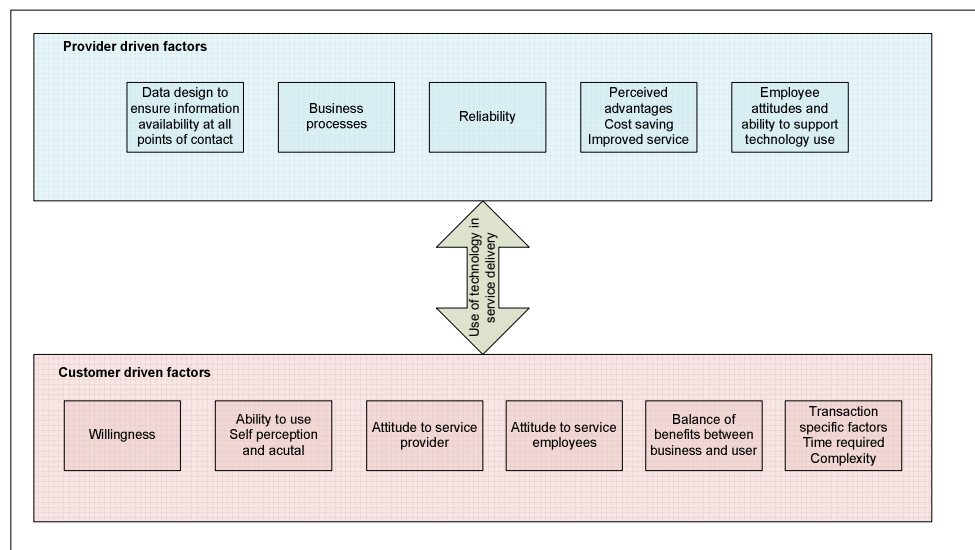 Provider driven factors
Data design to
ensure information
availability at all
points of contact
Business
processes
Reliability
Perceived
advantages
Cost saving
Improved service
Employee
attitudes and
ability to support
technology use
Use of technology in
service delivery
Customer driven factors
Willingness
Ability to use
Self perception
and acutal
Attitude to service
provider
Attitude to service
employees
Balance of
benefits between
business and user
Transaction
specific factors
Time required
Complexity